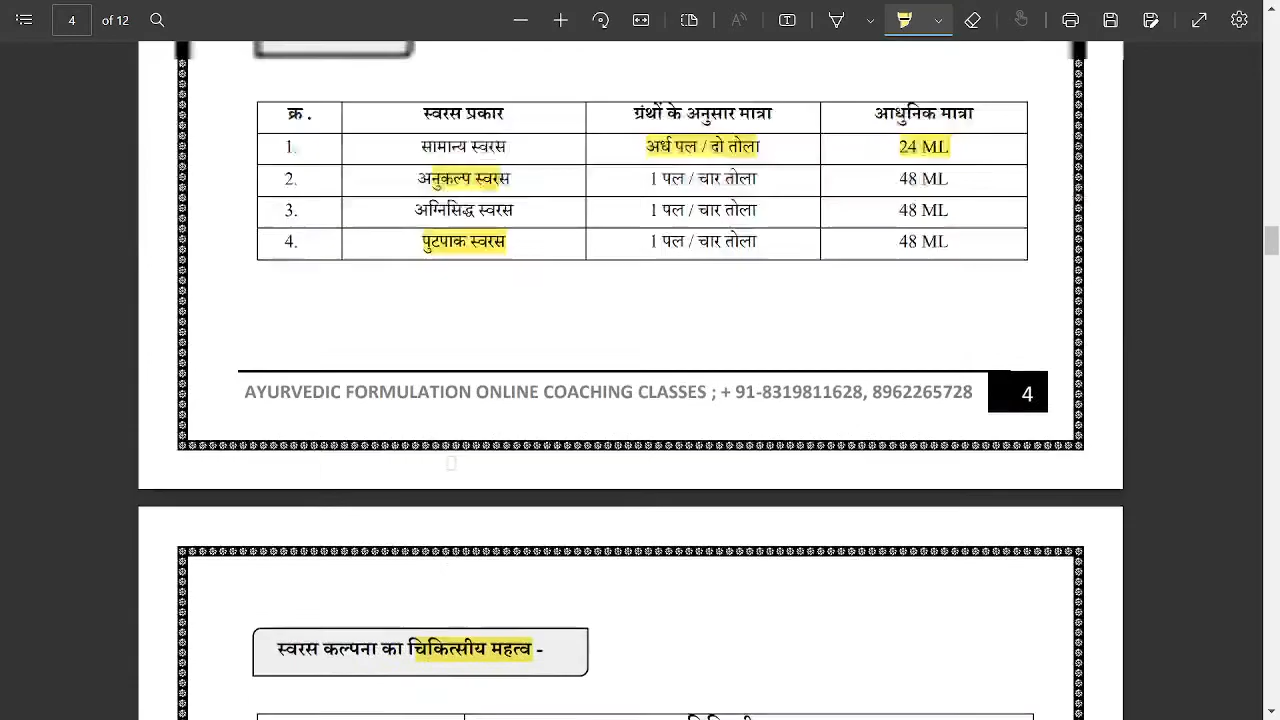 4 of 12
क्र . स्वरस प्रकार ग्रंथों के अनुसार मात्रा आधुनिक मात्रा
1. सामान्य स्वरस अर्ध पल / दो तोला 24 ML
2. अनुकल्प स्वरस 1 पल / चार तोला 48 ML
3. अग्निसिद्ध स्वरस 1 पल / चार तोला 48 ML
4. पुटपाक स्वरस 1 पल / चार तोला 48 ML
AYURVEDIC FORMULATION ONLINE COACHING CLASSES ; + 91-8319811628, 8962265728 4
स्वरस कल्पना का चिकित्सीय महत्व -